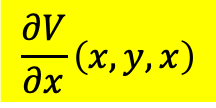 ∂V/∂x (x, y, x)